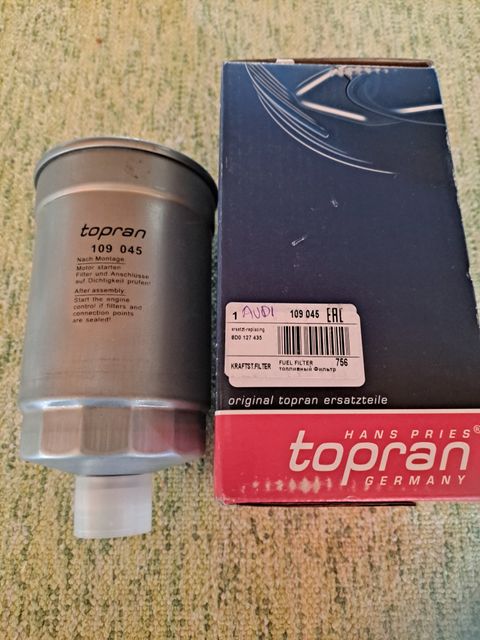 topran
109 045
Nach Montage
Motor starten
Filter und Anschlüsse
auf Dichtigkeit prüfen!
After assembly.
Start the engine
control if filters and
connection points
are sealed!
1 AUDI 109 045 EAC
ersetzt-replacing
8D0 127 435
756
KRAFTST.FILTER FUEL FILTER
топливный Фильтр
original topran ersatzteile
HANS PRIES
topran®
GERMANY